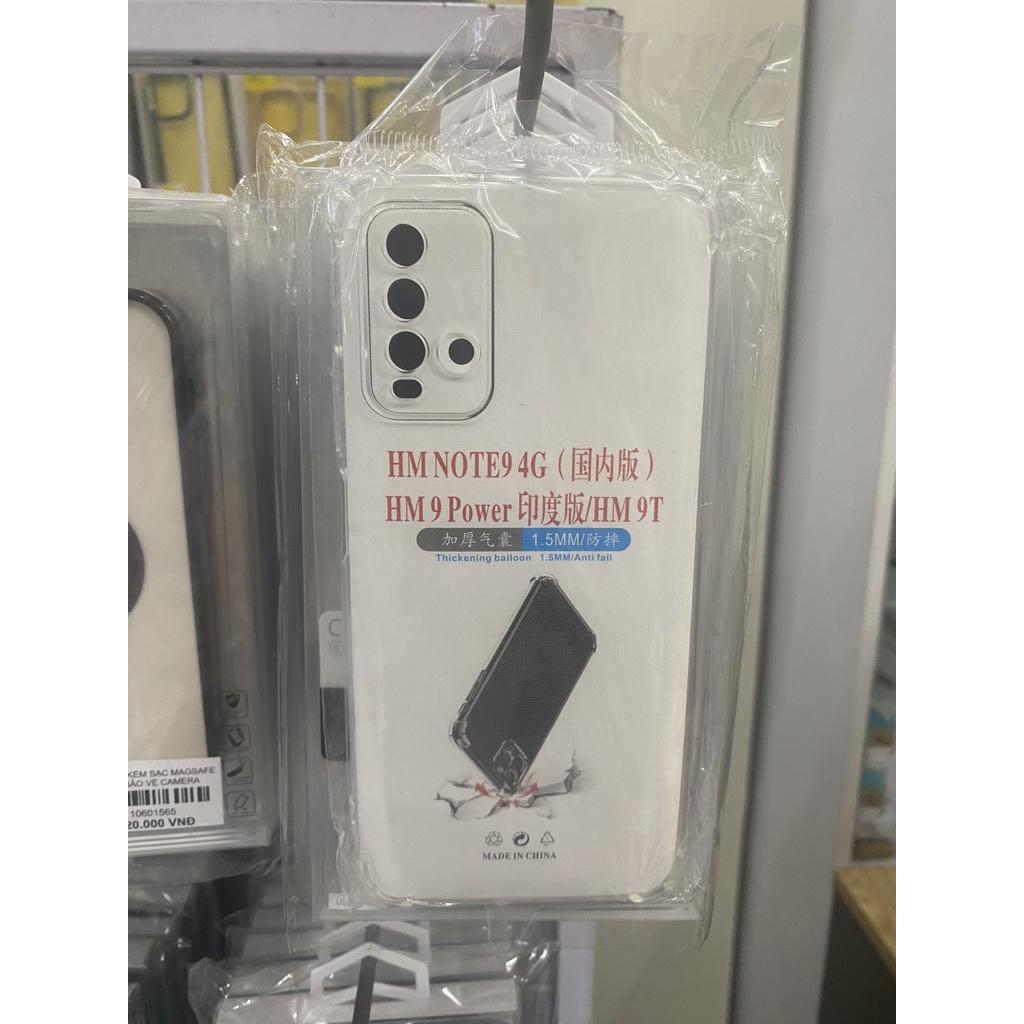 HM NOTE9 4G（国内版）
HM 9 Power 印度版/HM 9T
加厚气囊 1.5MM/防摔
Thickening balloon 1.5MM/Anti fall
MADE IN CHINA
KÈM SẠC MAGSAFE
BẢO VỆ CAMERA
10601565
20.000 VNĐ